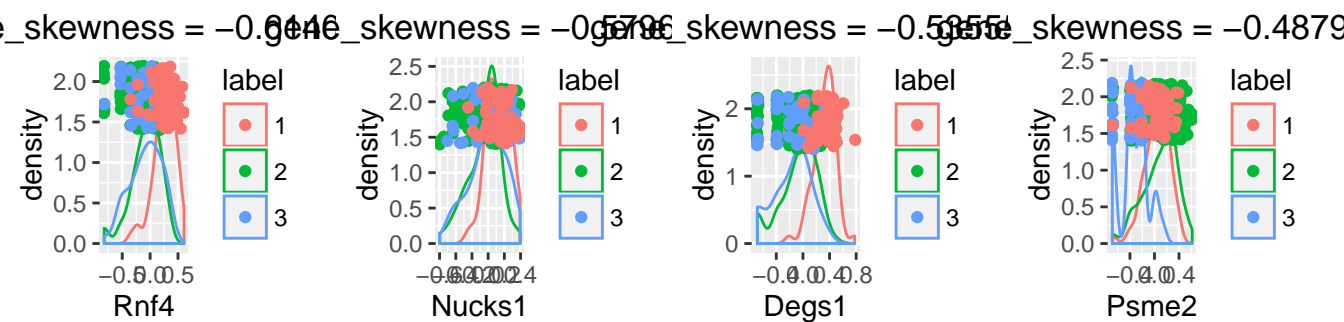 e_skewness = −0.6146
gene_skewness = −0.5796
gene_skewness = −0.5355
gene_skewness = −0.4879
density
2.0
1.5
1.0
0.5
0.0
−0.5 0.0 0.5
Rnf4
label
1
2
3
density
2.5
2.0
1.5
1.0
0.5
0.0
Nucks1
label
1
2
3
density
2
1
0
−0.4 0.0 0.4 0.8
Degs1
label
1
2
3
density
2.5
2.0
1.5
1.0
0.5
0.0
−0.4 0.0 0.4
Psme2
label
1
2
3